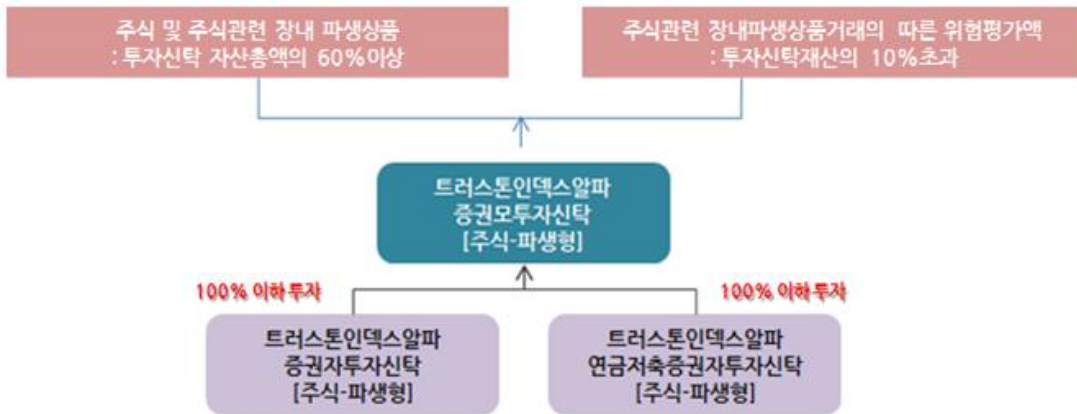 주식 및 주식관련 장내 파생상품
: 투자신탁 자산총액의 60%이상
주식관련 장내파생상품거래의 따른 위험평가액
: 투자신탁재산의 10%초과
트러스톤인덱스알파
증권모투자신탁
[주식-파생형]
100% 이하 투자
100% 이하 투자
트러스톤인덱스알파
증권자투자신탁
[주식-파생형]
트러스톤인덱스알파
연금저축증권자투자신탁
[주식-파생형]